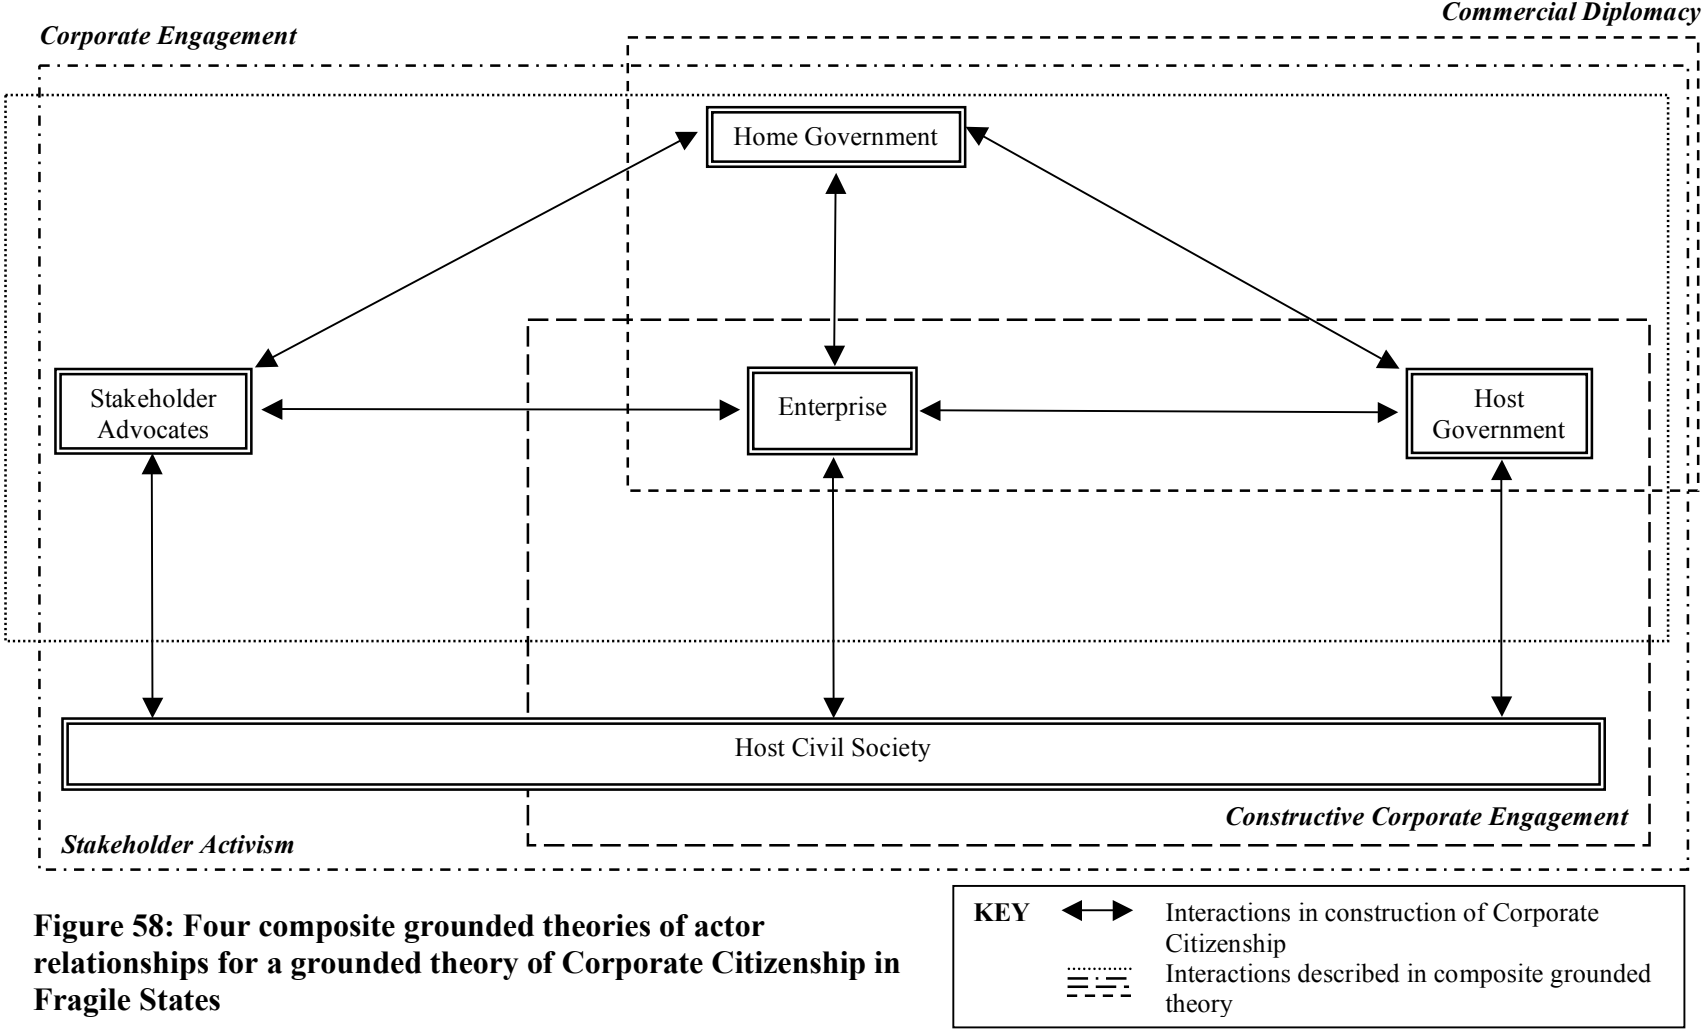 Commercial Diplomacy
Corporate Engagement
Home Government
Stakeholder
Advocates
Enterprise
Host
Government
Host Civil Society
Constructive Corporate Engagement
Stakeholder Activism
Figure 58: Four composite grounded theories of actor
relationships for a grounded theory of Corporate Citizenship in
Fragile States
KEY
Interactions in construction of Corporate
Citizenship
Interactions described in composite grounded
theory